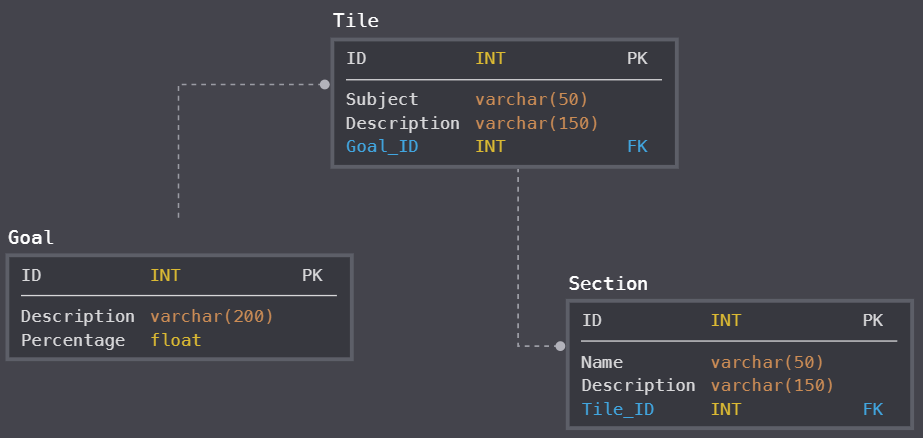 Tile
ID INT PK
Subject varchar(50)
Description varchar(150)
Goal_ID INT FK
Goal
ID INT PK
Description varchar(200)
Percentage float
Section
ID INT PK
Name varchar(50)
Description varchar(150)
Tile_ID INT FK